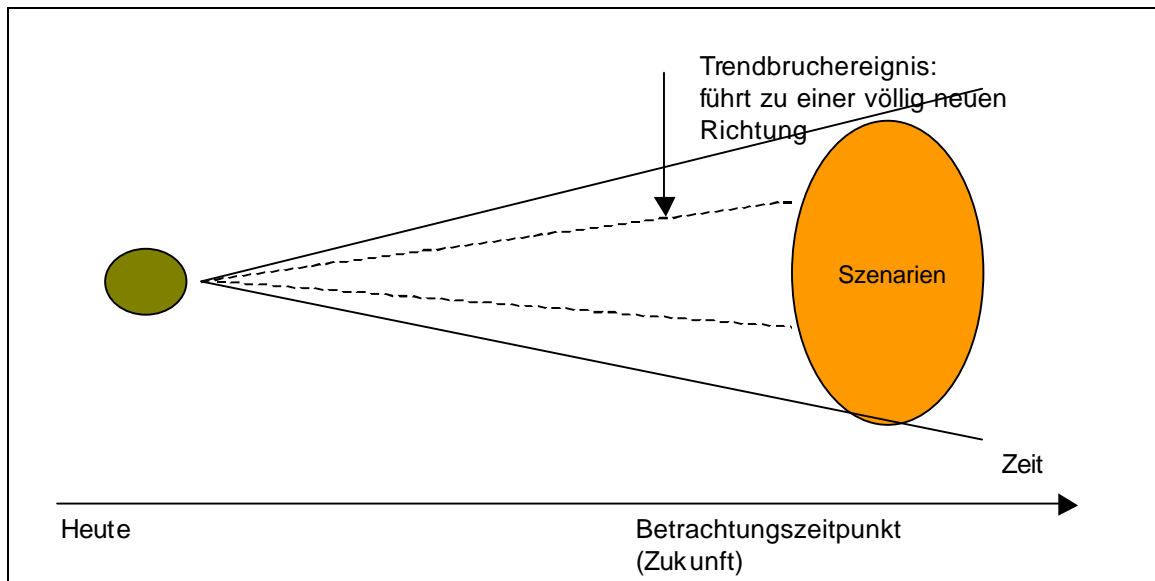 Trendbruchereignis:
führt zu einer völlig neuen
Richtung
Szenarien
Zeit
Heute
Betrachtungszeitpunkt
(Zukunft)